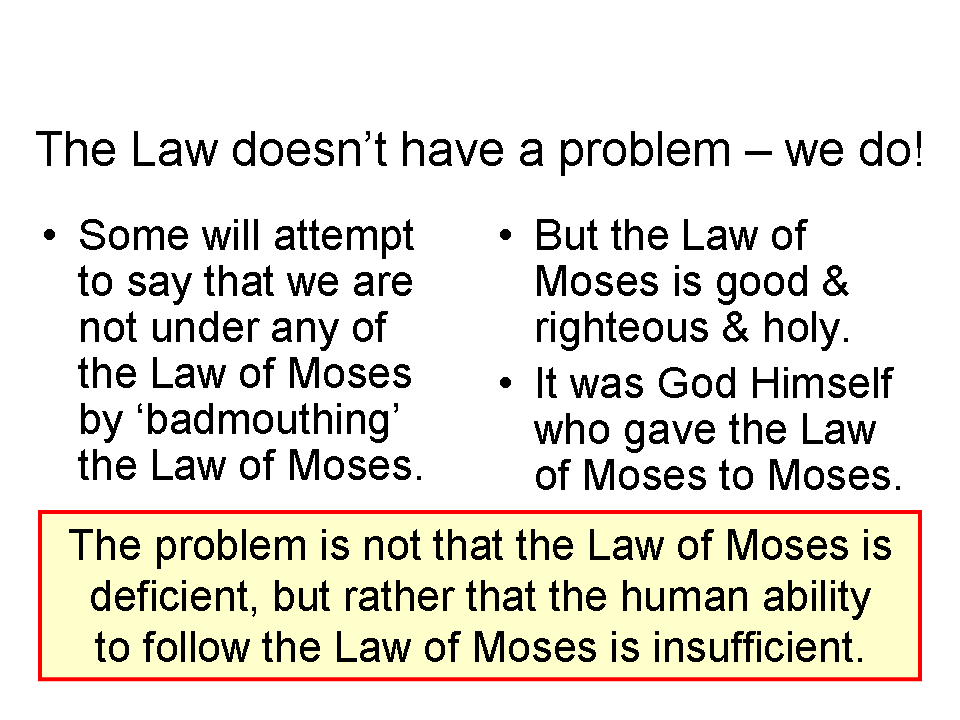 The Law doesn’t have a problem – we do!
• Some will attempt
to say that we are
not under any of
the Law of Moses
by ‘badmouthing’
the Law of Moses.
• But the Law of
Moses is good &
righteous & holy.
• It was God Himself
who gave the Law
of Moses to Moses.
The problem is not that the Law of Moses is
deficient, but rather that the human ability
to follow the Law of Moses is insufficient.